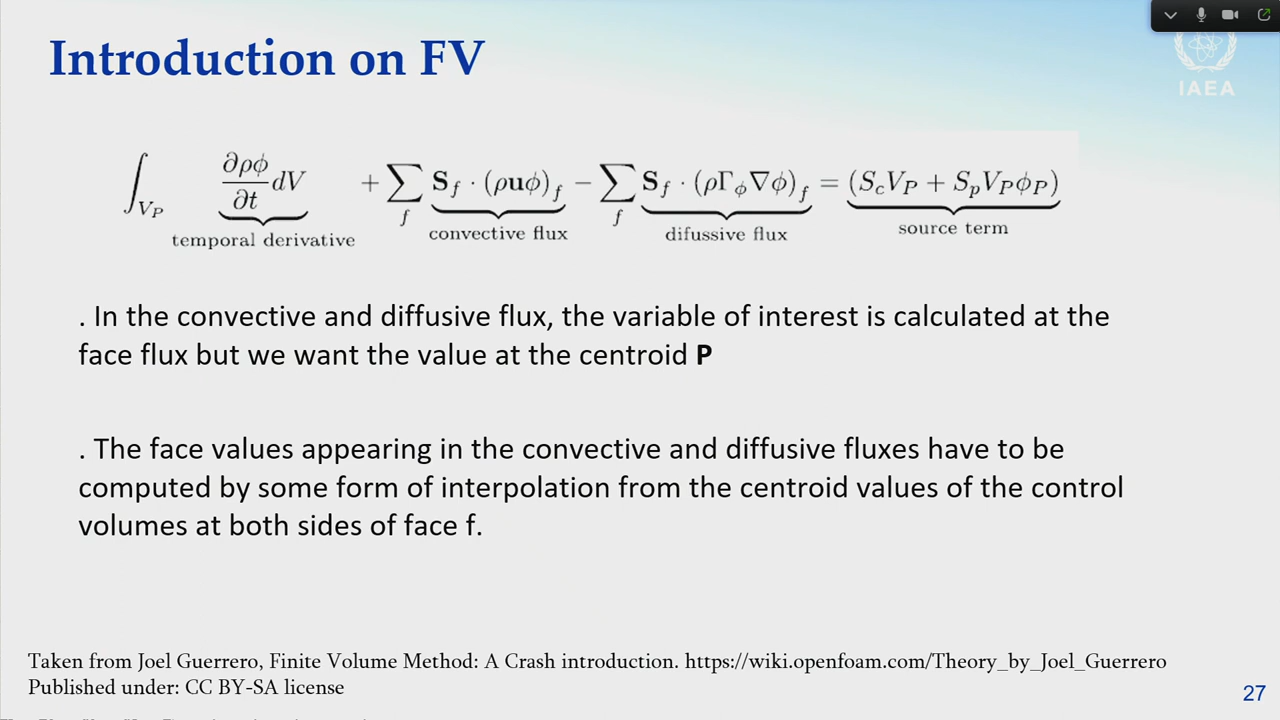 Introduction on FV
IAEA
∫_{V_P} ∂ρϕ/∂t dV + ∑_f S_f · (ρuϕ)_f − ∑_f S_f · (ρΓ_ϕ∇ϕ)_f = (S_c V_P + S_p V_P ϕ_P)
temporal derivative convective flux difussive flux source term
. In the convective and diffusive flux, the variable of interest is calculated at the
face flux but we want the value at the centroid P
. The face values appearing in the convective and diffusive fluxes have to be
computed by some form of interpolation from the centroid values of the control
volumes at both sides of face f.
Taken from Joel Guerrero, Finite Volume Method: A Crash introduction. https://wiki.openfoam.com/Theory_by_Joel_Guerrero
Published under: CC BY-SA license
27